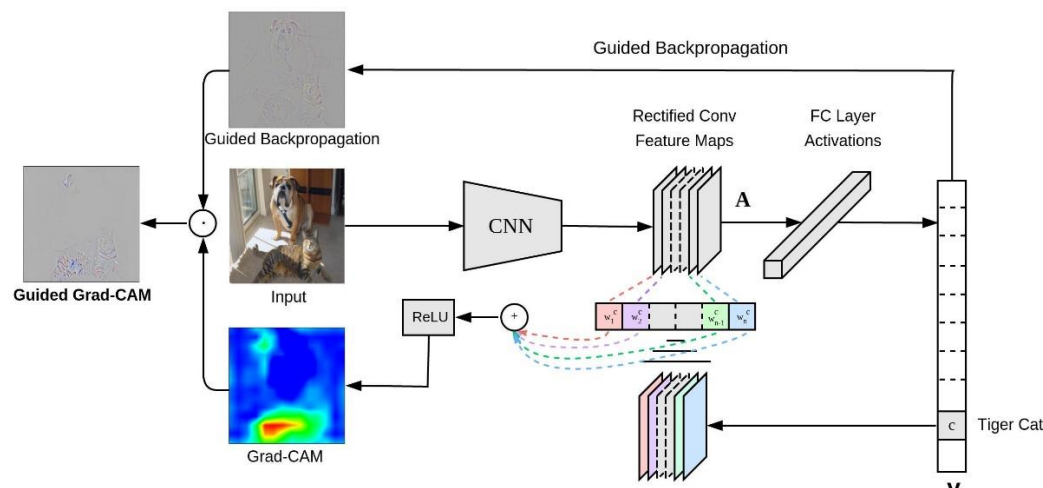 Guided Backpropagation
Rectified Conv
Feature Maps
FC Layer
Activations
Guided Backpropagation
A
CNN
Guided Grad-CAM
Input
w₁ᶜ w₂ᶜ wₙ₋₁ᶜ wₙᶜ
ReLU
+
c
Tiger Cat
Grad-CAM